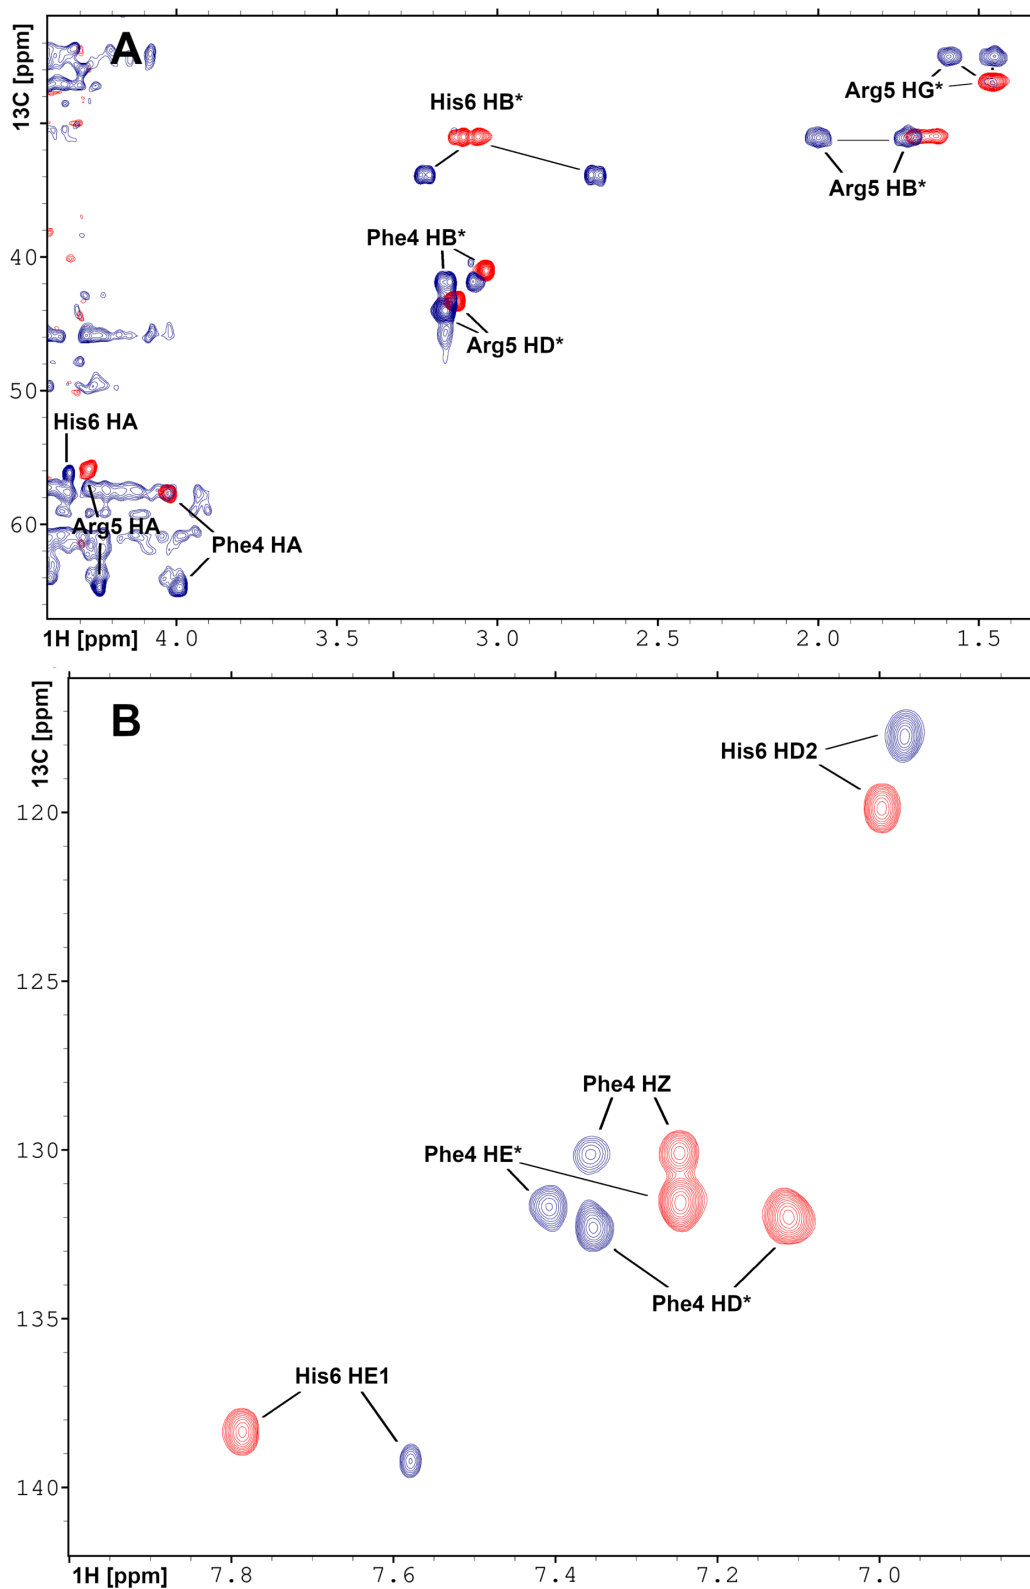 A
13C [ppm]
Arg5 HG*
His6 HB*
Arg5 HB*
Phe4 HB*
40
Arg5 HD*
50
His6 HA
60
Arg5 HA
Phe4 HA
1H [ppm]
4.0
3.5
3.0
2.5
2.0
1.5
B
13C [ppm]
His6 HD2
120
125
Phe4 HZ
130
Phe4 HE*
Phe4 HD*
135
His6 HE1
140
1H [ppm]
7.8
7.6
7.4
7.2
7.0